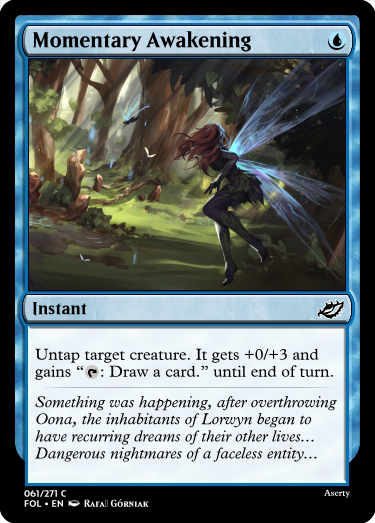 Momentary Awakening
Instant
Untap target creature. It gets +0/+3 and
gains “: Draw a card.” until end of turn.
Something was happening, after overthrowing
Oona, the inhabitants of Lorwyn began to
have recurring dreams of their other lives...
Dangerous nightmares of a faceless entity...
061/271 C
Aserty
FOL • EN Rafa Górniak